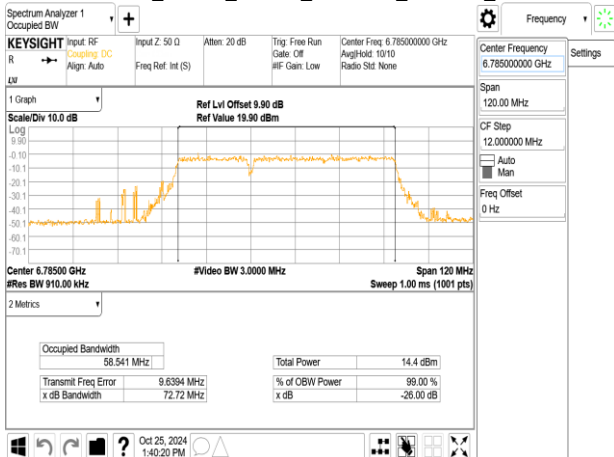 Spectrum Analyzer 1
Occupied BW
Frequency
KEYSIGHT
R
Input: RF
Coupling: DC
Align: Auto
Input Z: 50 Ω
Freq Ref: Int (S)
Atten: 20 dB
Trig: Free Run
Gate: Off
#IF Gain: Low
Center Freq: 6.785000000 GHz
Avg|Hold: 10/10
Radio Std: None
Center Frequency
6.785000000 GHz
Settings
Span
120.00 MHz
CF Step
12.000000 MHz
Auto
Man
Freq Offset
0 Hz
1 Graph
Scale/Div 10.0 dB
Ref Lvl Offset 9.90 dB
Ref Value 19.90 dBm
Log
9.90
-0.10
-10.1
-20.1
-30.1
-40.1
-50.1
-60.1
-70.1
Center 6.78500 GHz
#Video BW 3.0000 MHz
Span 120 MHz
#Res BW 910.00 kHz
Sweep 1.00 ms (1001 pts)
2 Metrics
Occupied Bandwidth
58.541 MHz
Total Power 14.4 dBm
Transmit Freq Error 9.6394 MHz
% of OBW Power 99.00 %
x dB Bandwidth 72.72 MHz
x dB -26.00 dB
?
Oct 25, 2024
1:40:20 PM